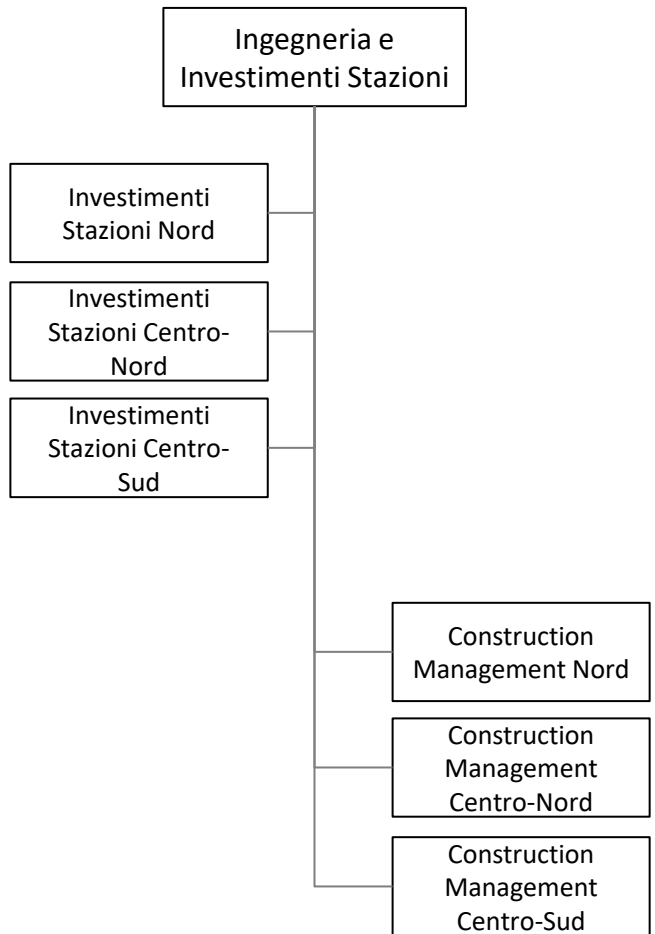 Ingegneria e
Investimenti Stazioni
Investimenti
Stazioni Nord
Investimenti
Stazioni Centro-
Nord
Investimenti
Stazioni Centro-
Sud
Construction
Management Nord
Construction
Management
Centro-Nord
Construction
Management
Centro-Sud